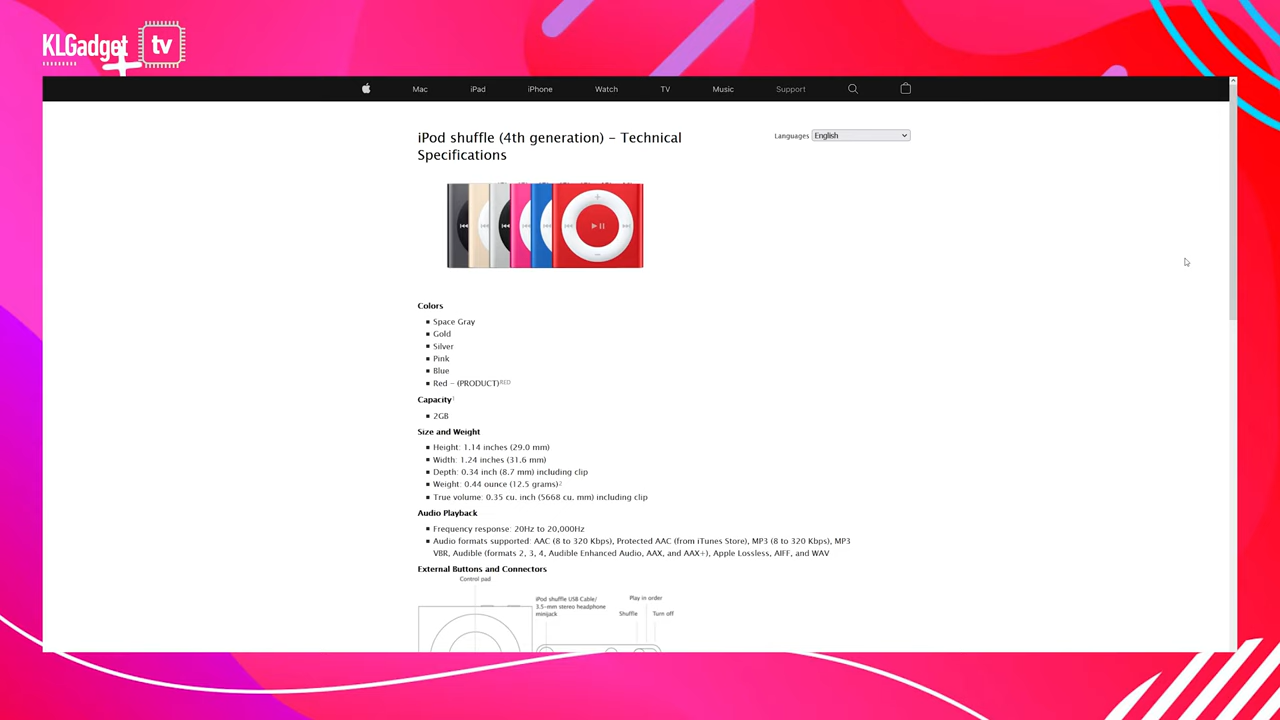 KLGadget tv
Mac iPad iPhone Watch TV Music Support
iPod shuffle (4th generation) – Technical
Specifications
Languages English
Colors
Space Gray
Gold
Silver
Pink
Blue
Red – (PRODUCT)RED
Capacity1
2GB
Size and Weight
Height: 1.14 inches (29.0 mm)
Width: 1.24 inches (31.6 mm)
Depth: 0.34 inch (8.7 mm) including clip
Weight: 0.44 ounce (12.5 grams)2
True volume: 0.35 cu. inch (5668 cu. mm) including clip
Audio Playback
Frequency response: 20Hz to 20,000Hz
Audio formats supported: AAC (8 to 320 Kbps), Protected AAC (from iTunes Store), MP3 (8 to 320 Kbps), MP3
VBR, Audible (formats 2, 3, 4, Audible Enhanced Audio, AAX, and AAX+), Apple Lossless, AIFF, and WAV
External Buttons and Connectors
Control pad
iPod shuffle USB Cable/
3.5-mm stereo headphone
minijack
Play in order
Shuffle
Turn off